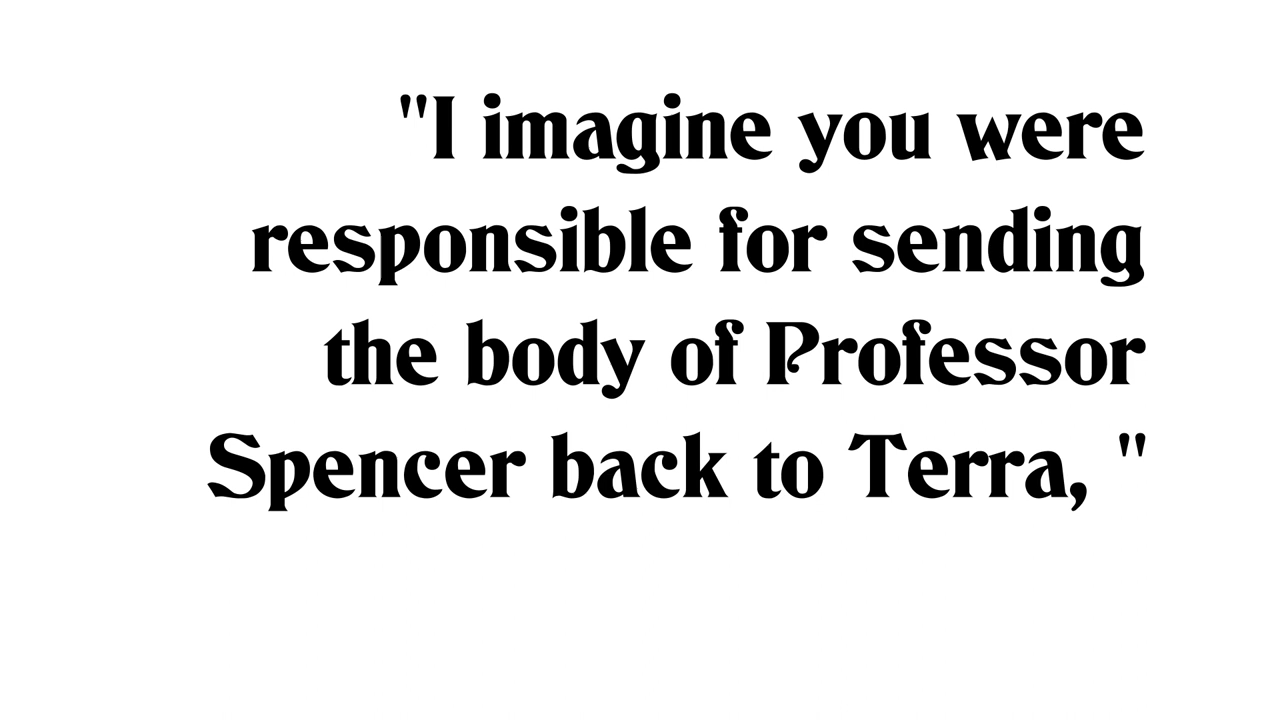 "I imagine you were
responsible for sending
the body of Professor
Spencer back to Terra, "